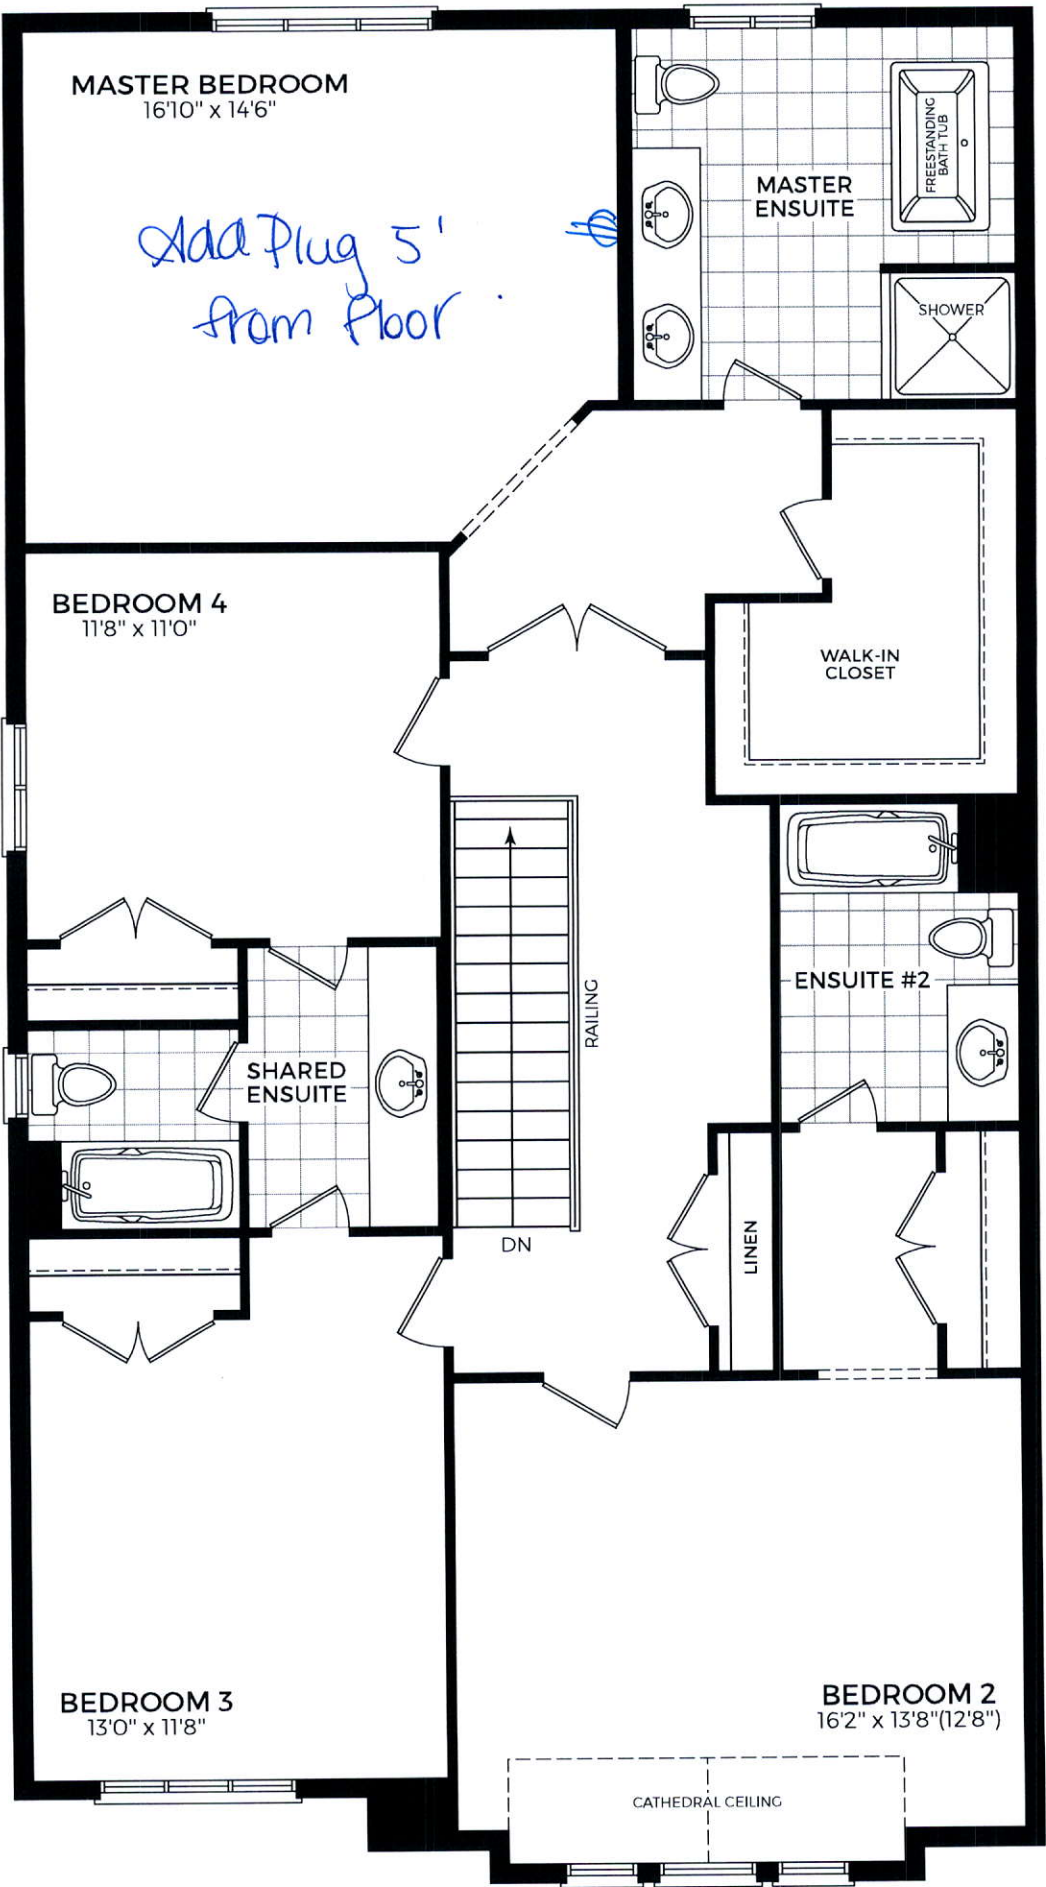 MASTER BEDROOM
16'10" x 14'6"
FREESTANDING
BATH TUB
MASTER
ENSUITE
Add Plug 5'
from floor
SHOWER
BEDROOM 4
11'8" x 11'0"
WALK-IN
CLOSET
ENSUITE #2
RAILING
SHARED
ENSUITE
LINEN
DN
BEDROOM 3
13'0" x 11'8"
BEDROOM 2
16'2" x 13'8"(12'8")
CATHEDRAL CEILING